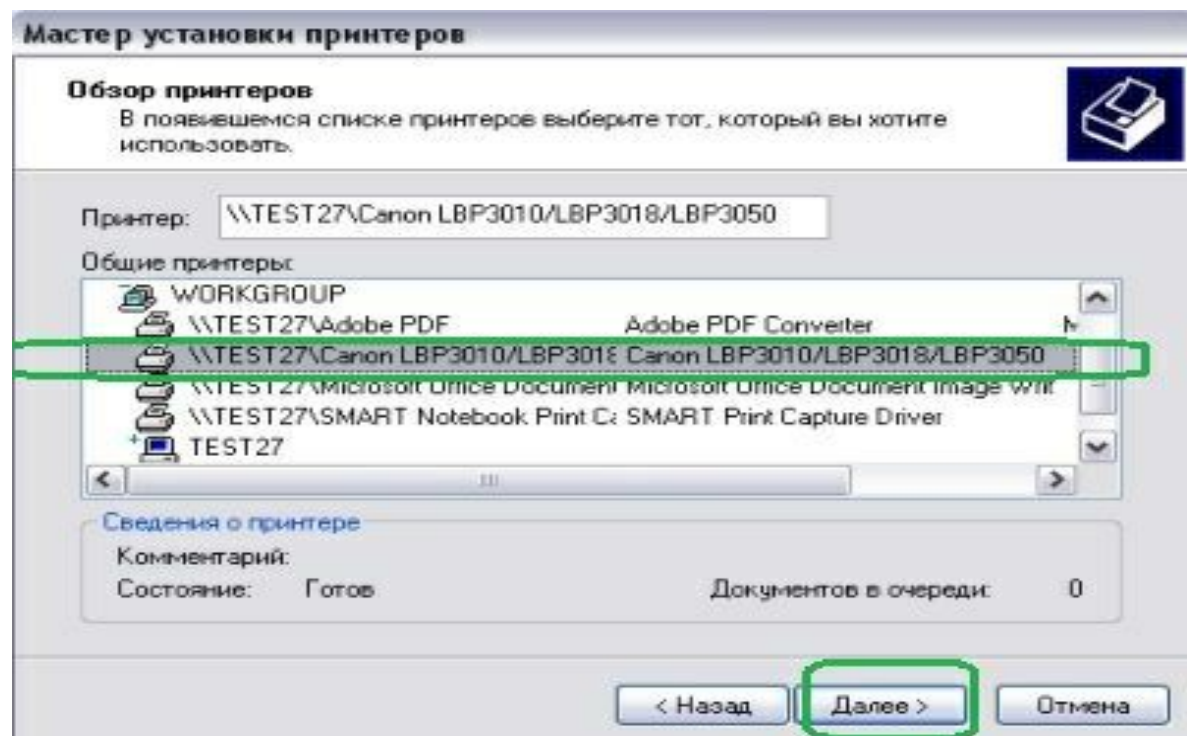 Мастер установки принтеров
Обзор принтеров
В появившемся списке принтеров выберите тот, который вы хотите
использовать.
Принтер: \\TEST27\Canon LBP3010/LBP3018/LBP3050
Общие принтеры:
WORKGROUP
\\TEST27\Adobe PDF Adobe PDF Converter
\\TEST27\Canon LBP3010/LBP3018 Canon LBP3010/LBP3018/LBP3050
\\TEST27\Microsoft Office Document Microsoft Office Document Image Writ
\\TEST27\SMART Notebook Print Ca SMART Print Capture Driver
TEST27
Сведения о принтере
Комментарий:
Состояние: Готов Документов в очереди: 0
< Назад Далее > Отмена